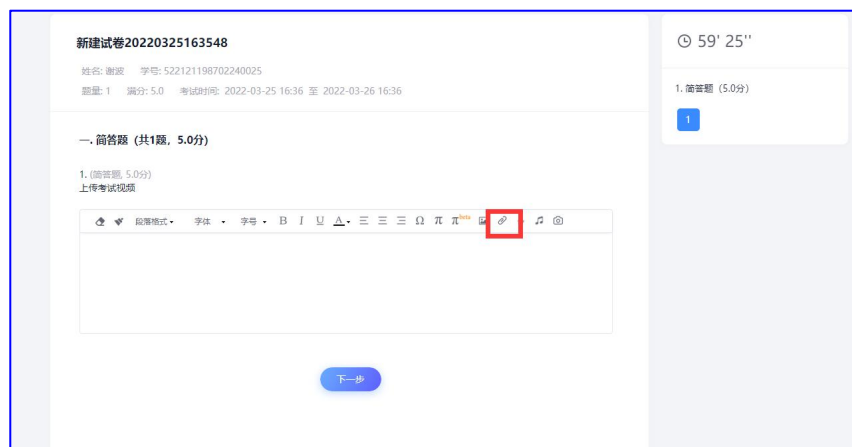 新建试卷20220325163548
姓名: 谢波 学号: 522121198702240025
题量: 1 满分: 5.0 考试时间: 2022-03-25 16:36 至 2022-03-26 16:36
一. 简答题 (共1题, 5.0分)
1. (简答题, 5.0分)
上传考试视频
段落格式 字体 字号 B I U A Ω π π beta
下一步
59' 25''
1. 简答题 (5.0分)
1